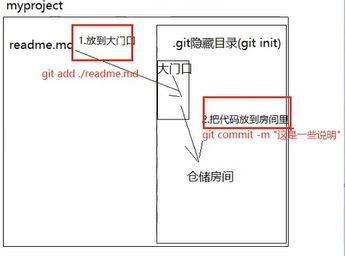 myproject
readme.md
1.放到大门口
git add ./readme.md
.git隐藏目录(git init)
大门口
2.把代码放到房间里
git commit -m "这是一些说明"
仓储房间